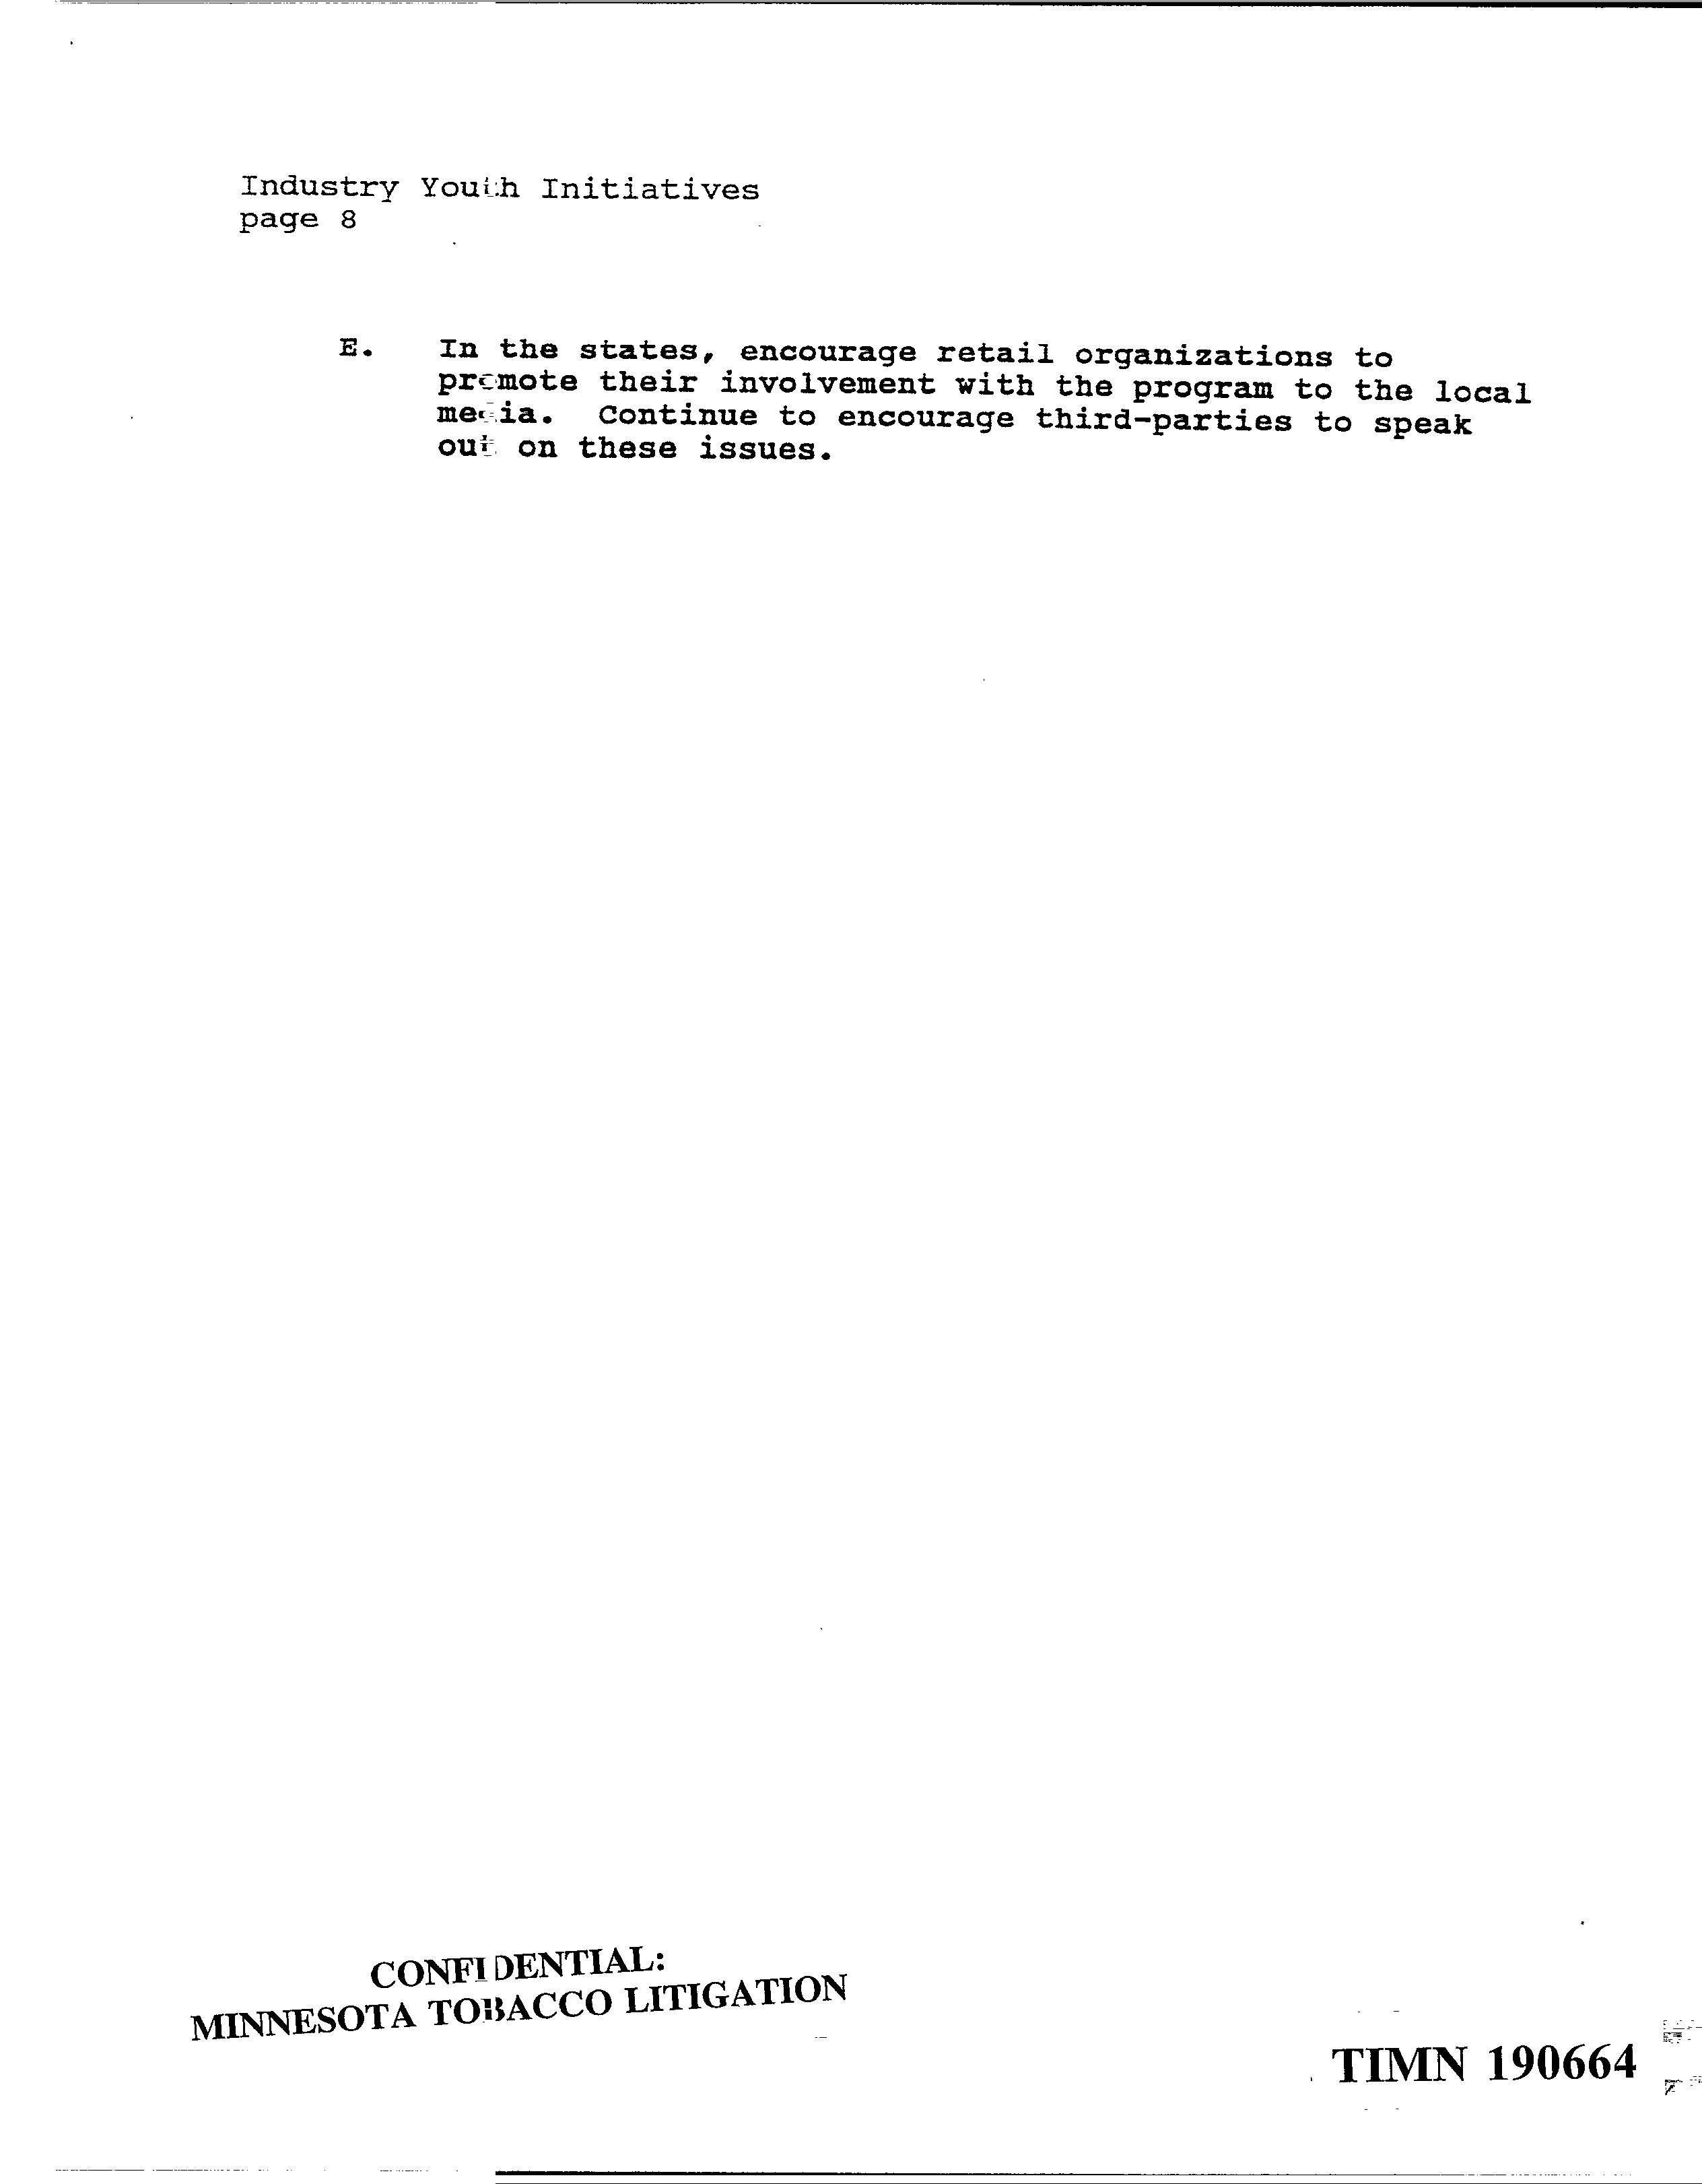 Industry Youth Initiatives
page 8
E. In the states, encourage retail organizations to
promote their involvement with the program to the local
media. Continue to encourage third-parties to speak
out on these issues.
CONFIDENTIAL:
MINNESOTA TOBACCO LITIGATION
TIMN 190664